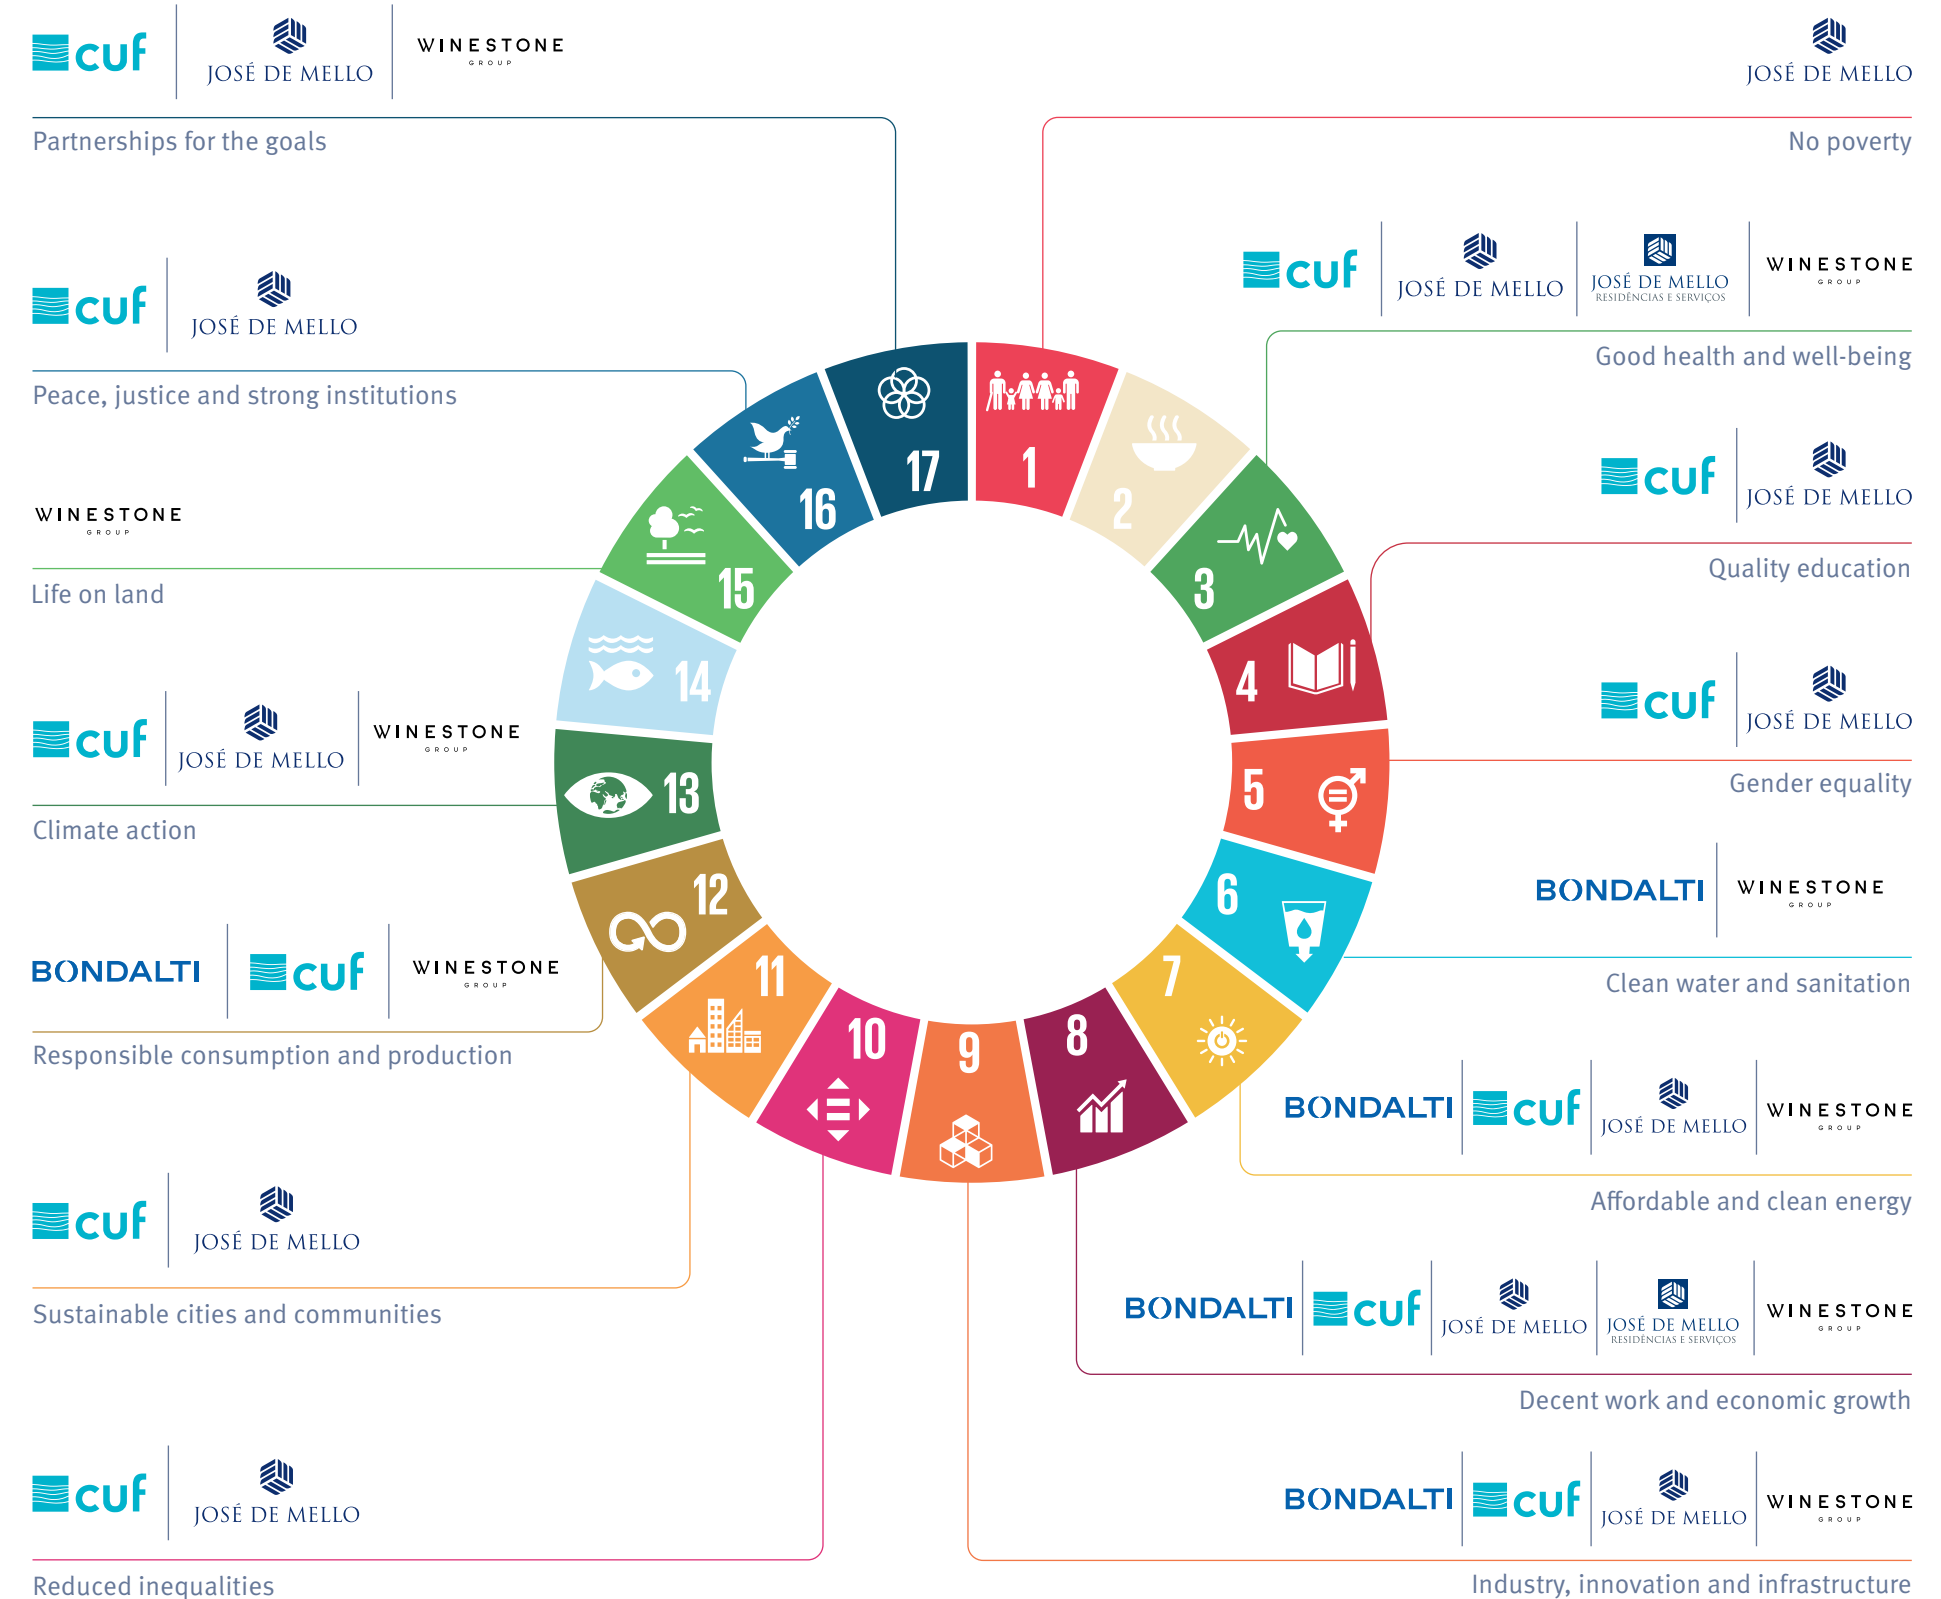 cuf
JOSÉ DE MELLO
WINESTONE
GROUP
Partnerships for the goals
JOSÉ DE MELLO
No poverty
cuf
JOSÉ DE MELLO
JOSÉ DE MELLO
RESIDÊNCIAS E SERVIÇOS
WINESTONE
GROUP
Good health and well-being
cuf
JOSÉ DE MELLO
Peace, justice and strong institutions
cuf
JOSÉ DE MELLO
Quality education
WINESTONE
GROUP
Life on land
cuf
JOSÉ DE MELLO
Gender equality
cuf
JOSÉ DE MELLO
WINESTONE
GROUP
Climate action
BONDALTI
WINESTONE
GROUP
Clean water and sanitation
BONDALTI
cuf
WINESTONE
GROUP
Responsible consumption and production
BONDALTI
cuf
JOSÉ DE MELLO
WINESTONE
GROUP
Affordable and clean energy
cuf
JOSÉ DE MELLO
Sustainable cities and communities
BONDALTI
cuf
JOSÉ DE MELLO
JOSÉ DE MELLO
RESIDÊNCIAS E SERVIÇOS
WINESTONE
GROUP
Decent work and economic growth
cuf
JOSÉ DE MELLO
Reduced inequalities
BONDALTI
cuf
JOSÉ DE MELLO
WINESTONE
GROUP
Industry, innovation and infrastructure
1
2
3
4
5
6
7
8
9
10
11
12
13
14
15
16
17